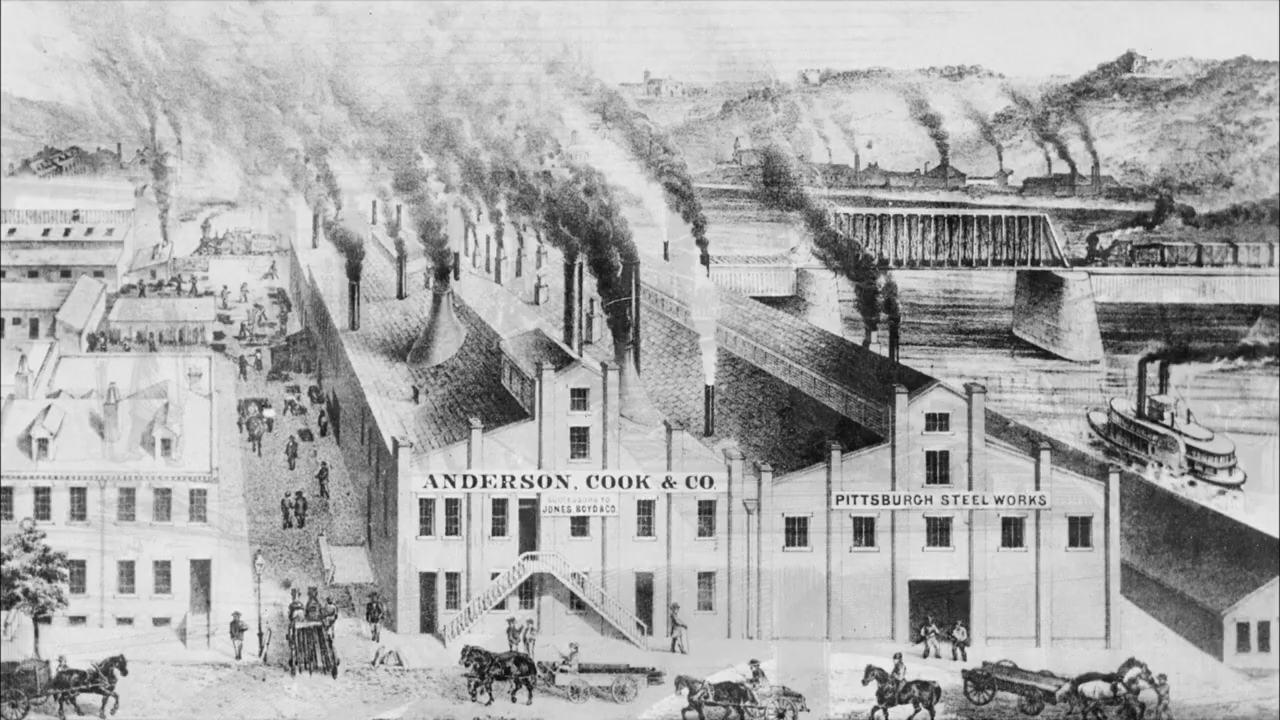 ANDERSON, COOK & CO.
SUCCESSORS TO
JONES, BOYD & CO.
PITTSBURGH STEEL WORKS